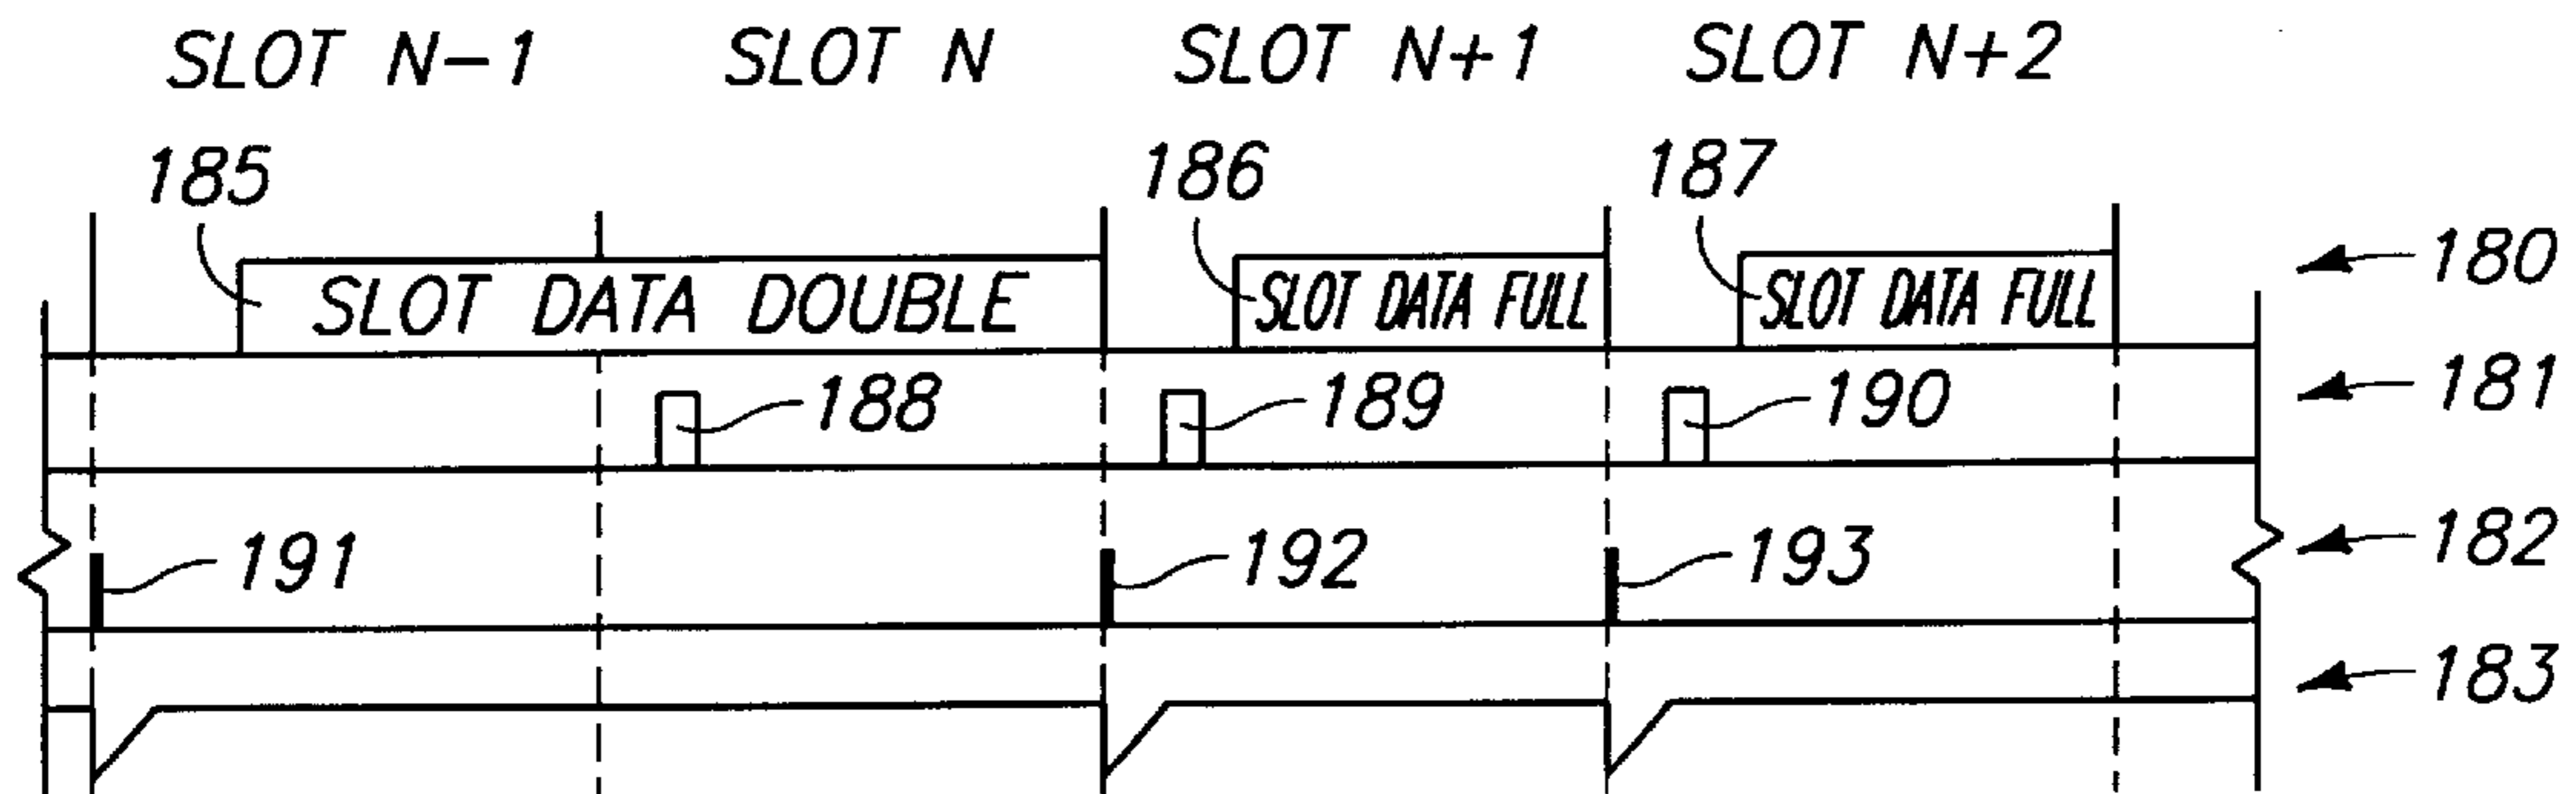 SLOT N-1 SLOT N SLOT N+1 SLOT N+2
185 186 187
SLOT DATA DOUBLE SLOT DATA FULL SLOT DATA FULL 180
188 189 190 181
191 192 193 182
183